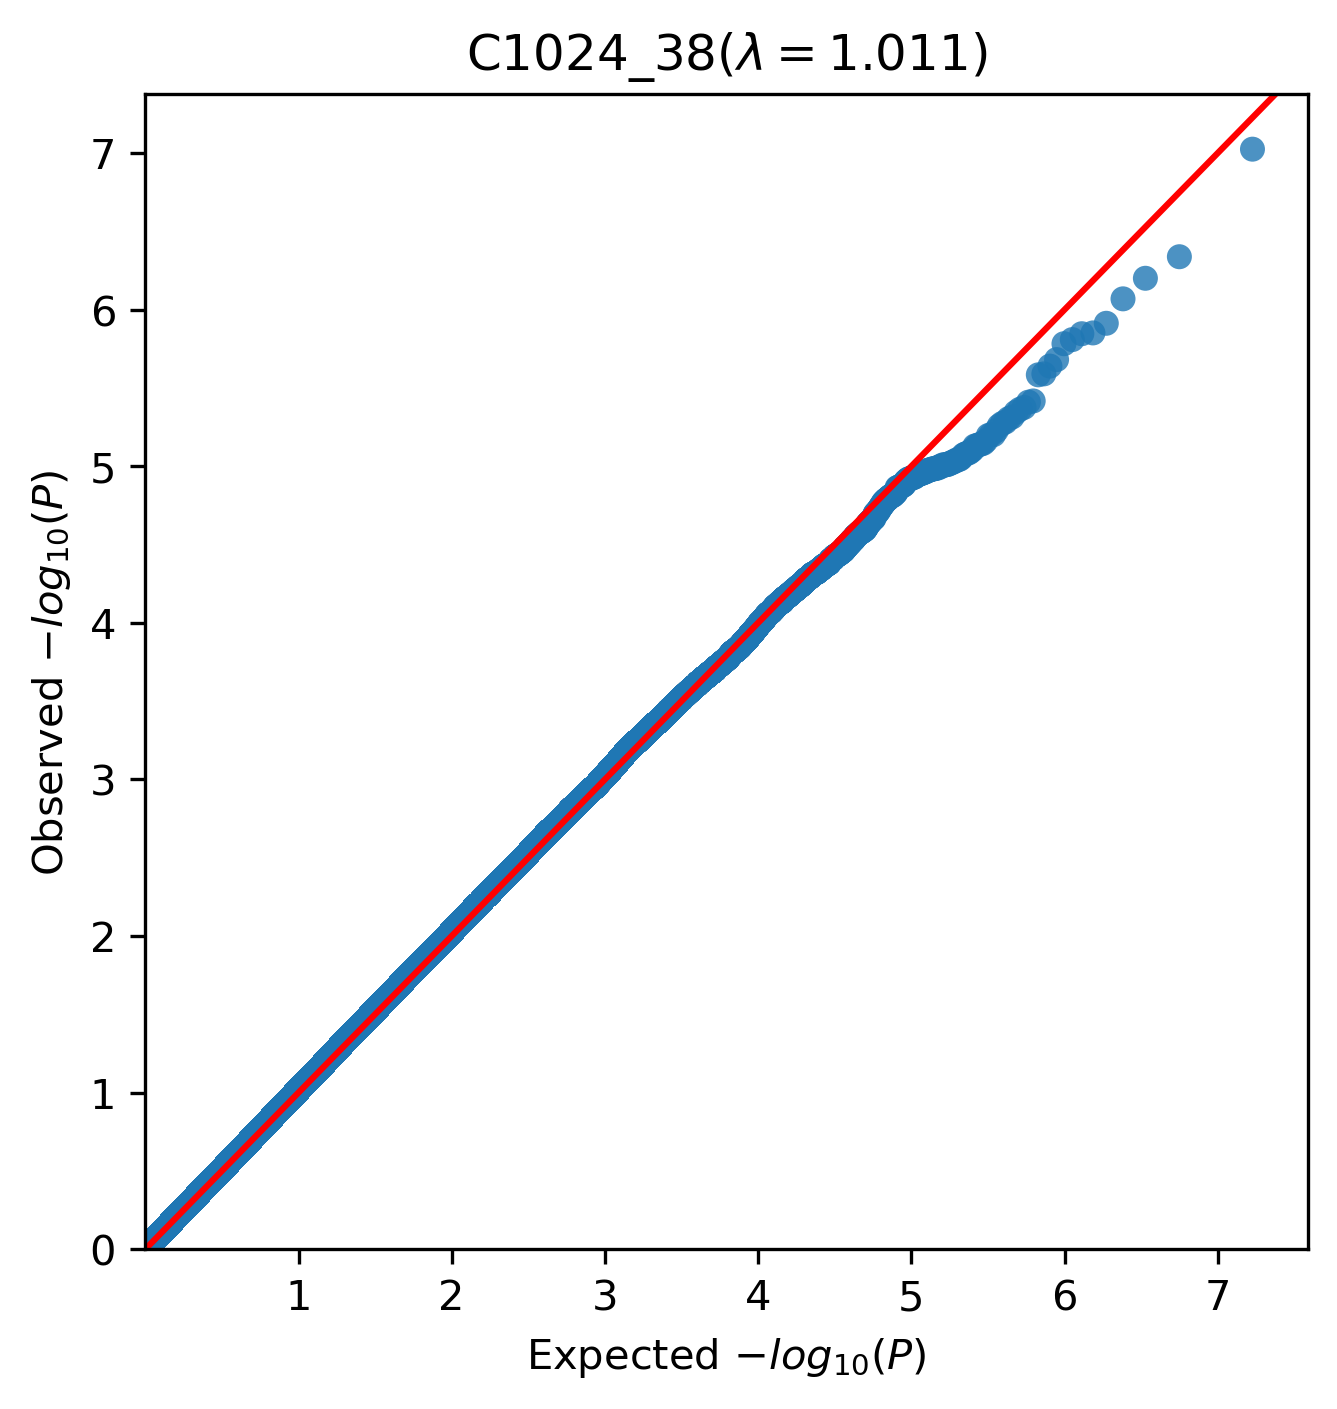 C1024_38(λ = 1.011)
Observed −log₁₀(P)
7
6
5
4
3
2
1
0
1 2 3 4 5 6 7
Expected −log₁₀(P)